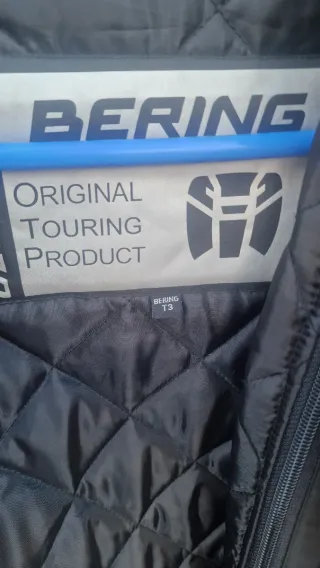 BERING
ORIGINAL
TOURING
PRODUCT
BERING
T3